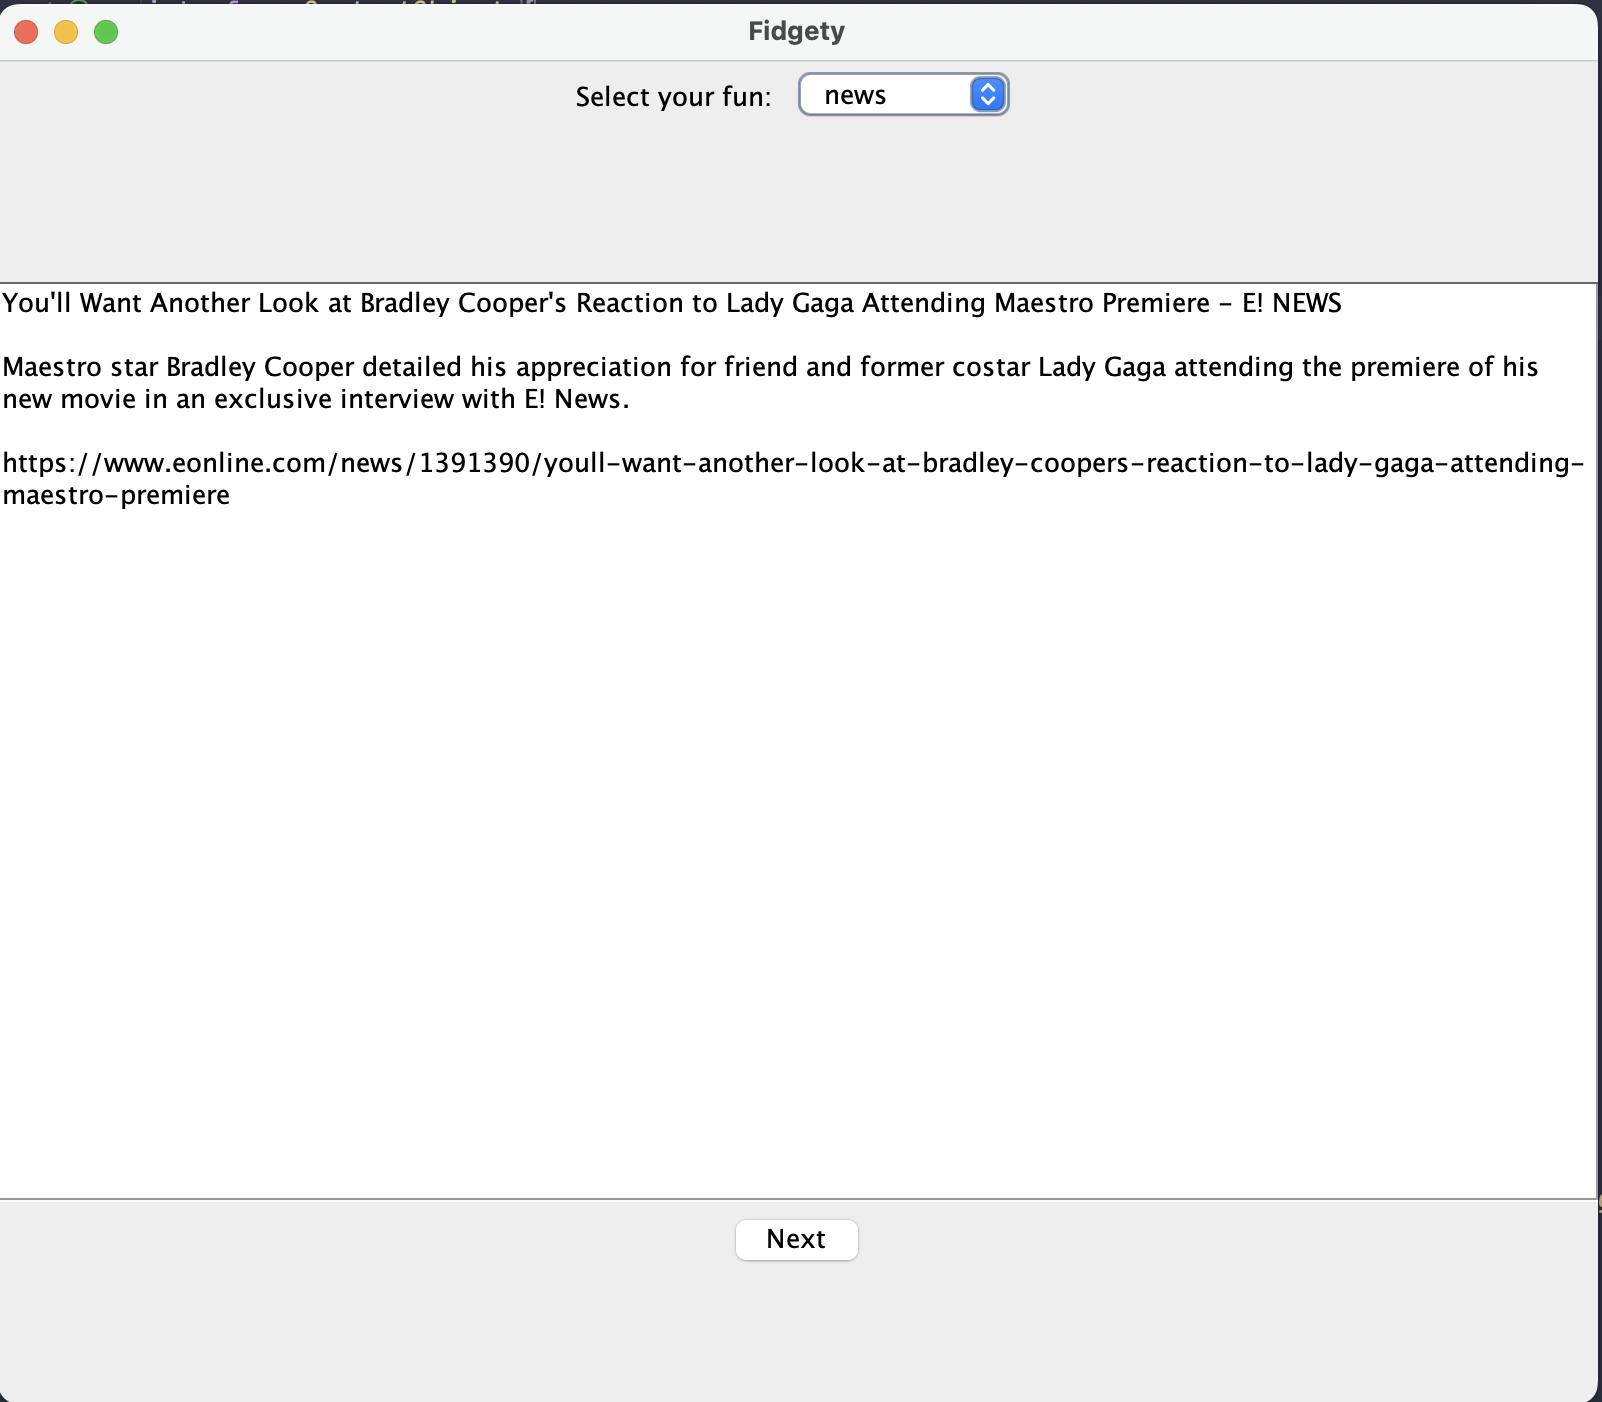 Fidgety
Select your fun: news
You'll Want Another Look at Bradley Cooper's Reaction to Lady Gaga Attending Maestro Premiere - E! NEWS
Maestro star Bradley Cooper detailed his appreciation for friend and former costar Lady Gaga attending the premiere of his
new movie in an exclusive interview with E! News.
https://www.eonline.com/news/1391390/youll-want-another-look-at-bradley-coopers-reaction-to-lady-gaga-attending-
maestro-premiere
Next